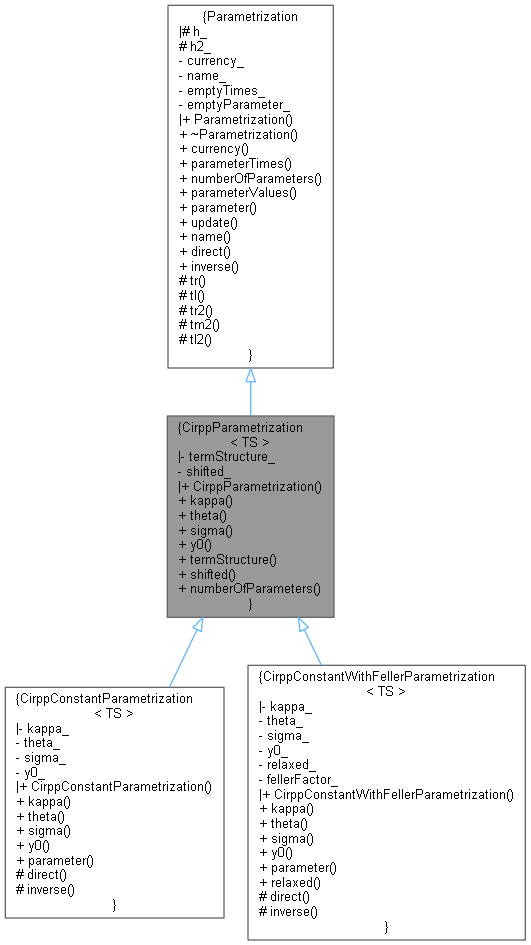 {Parametrization
|# h_
# h2_
- currency_
- name_
- emptyTimes_
- emptyParameter_
|+ Parametrization()
+ ~Parametrization()
+ currency()
+ parameterTimes()
+ numberOfParameters()
+ parameterValues()
+ parameter()
+ update()
+ name()
+ direct()
+ inverse()
# tr()
# tl()
# tr2()
# tm2()
# tl2()
}
{CirppParametrization
< TS >
|- termStructure_
- shifted_
|+ CirppParametrization()
+ kappa()
+ theta()
+ sigma()
+ y0()
+ termStructure()
+ shifted()
+ numberOfParameters()
}
{CirppConstantParametrization
< TS >
|- kappa_
- theta_
- sigma_
- y0_
|+ CirppConstantParametrization()
+ kappa()
+ theta()
+ sigma()
+ y0()
+ parameter()
# direct()
# inverse()
}
{CirppConstantWithFellerParametrization
< TS >
|- kappa_
- theta_
- sigma_
- y0_
- relaxed_
- fellerFactor_
|+ CirppConstantWithFellerParametrization()
+ kappa()
+ theta()
+ sigma()
+ y0()
+ parameter()
+ relaxed()
# direct()
# inverse()
}